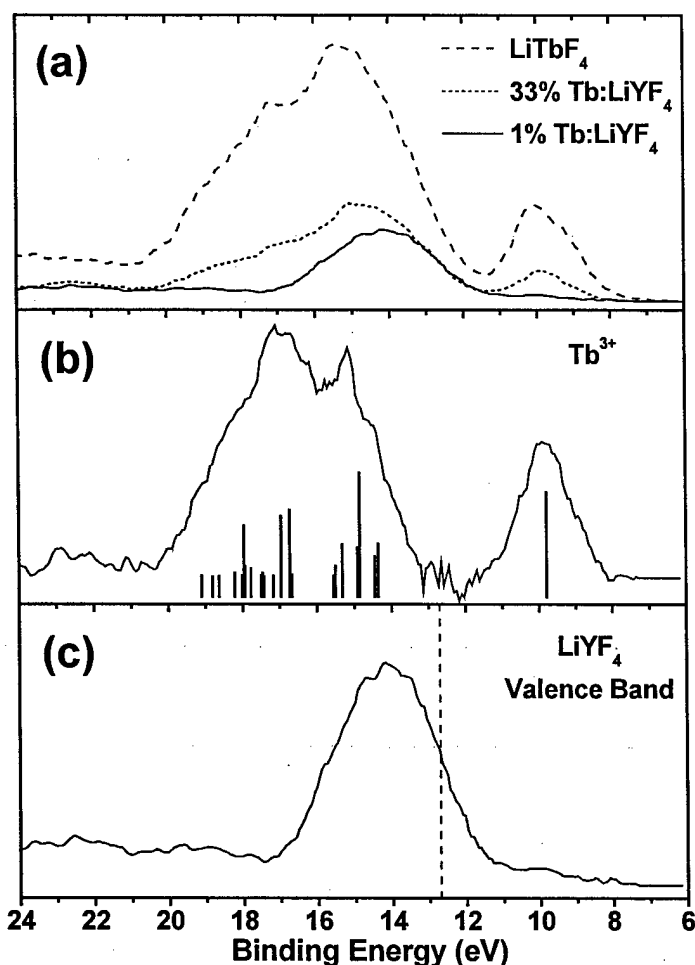 (a)
LiTbF₄
33% Tb:LiYF₄
1% Tb:LiYF₄
(b)
Tb³⁺
(c)
LiYF₄
Valence Band
24 22 20 18 16 14 12 10 8 6
Binding Energy (eV)